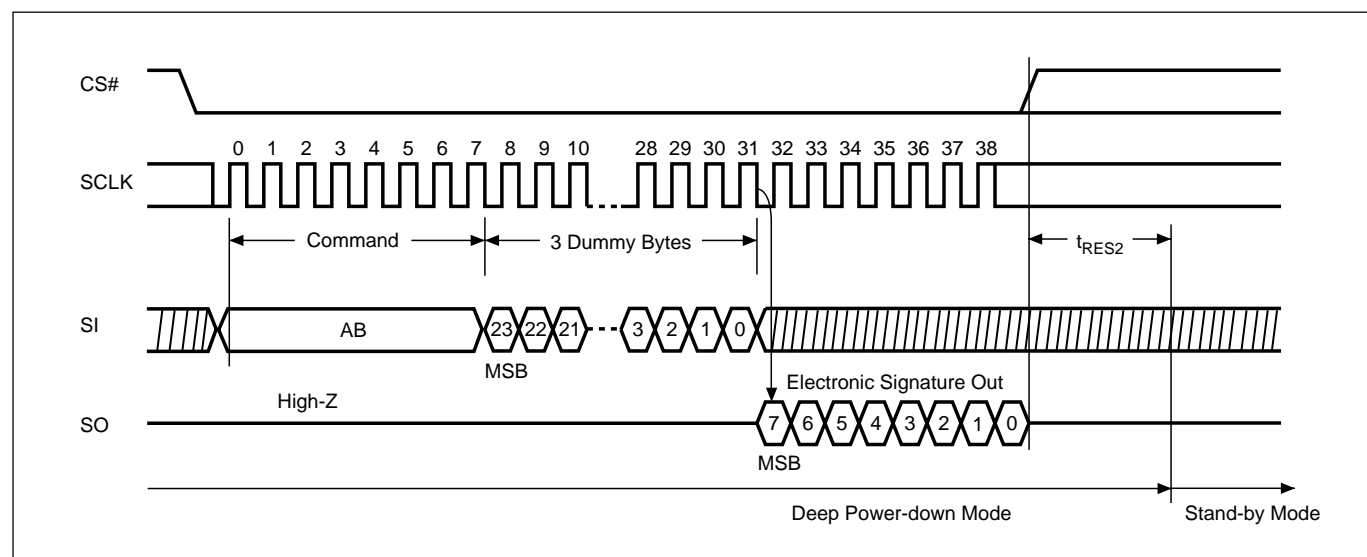 CS#
0 1 2 3 4 5 6 7 8 9 10 28 29 30 31 32 33 34 35 36 37 38
SCLK
Command 3 Dummy Bytes tRES2
SI AB 23 22 21 3 2 1 0
MSB
Electronic Signature Out
High-Z
SO 7 6 5 4 3 2 1 0
MSB
Deep Power-down Mode Stand-by Mode